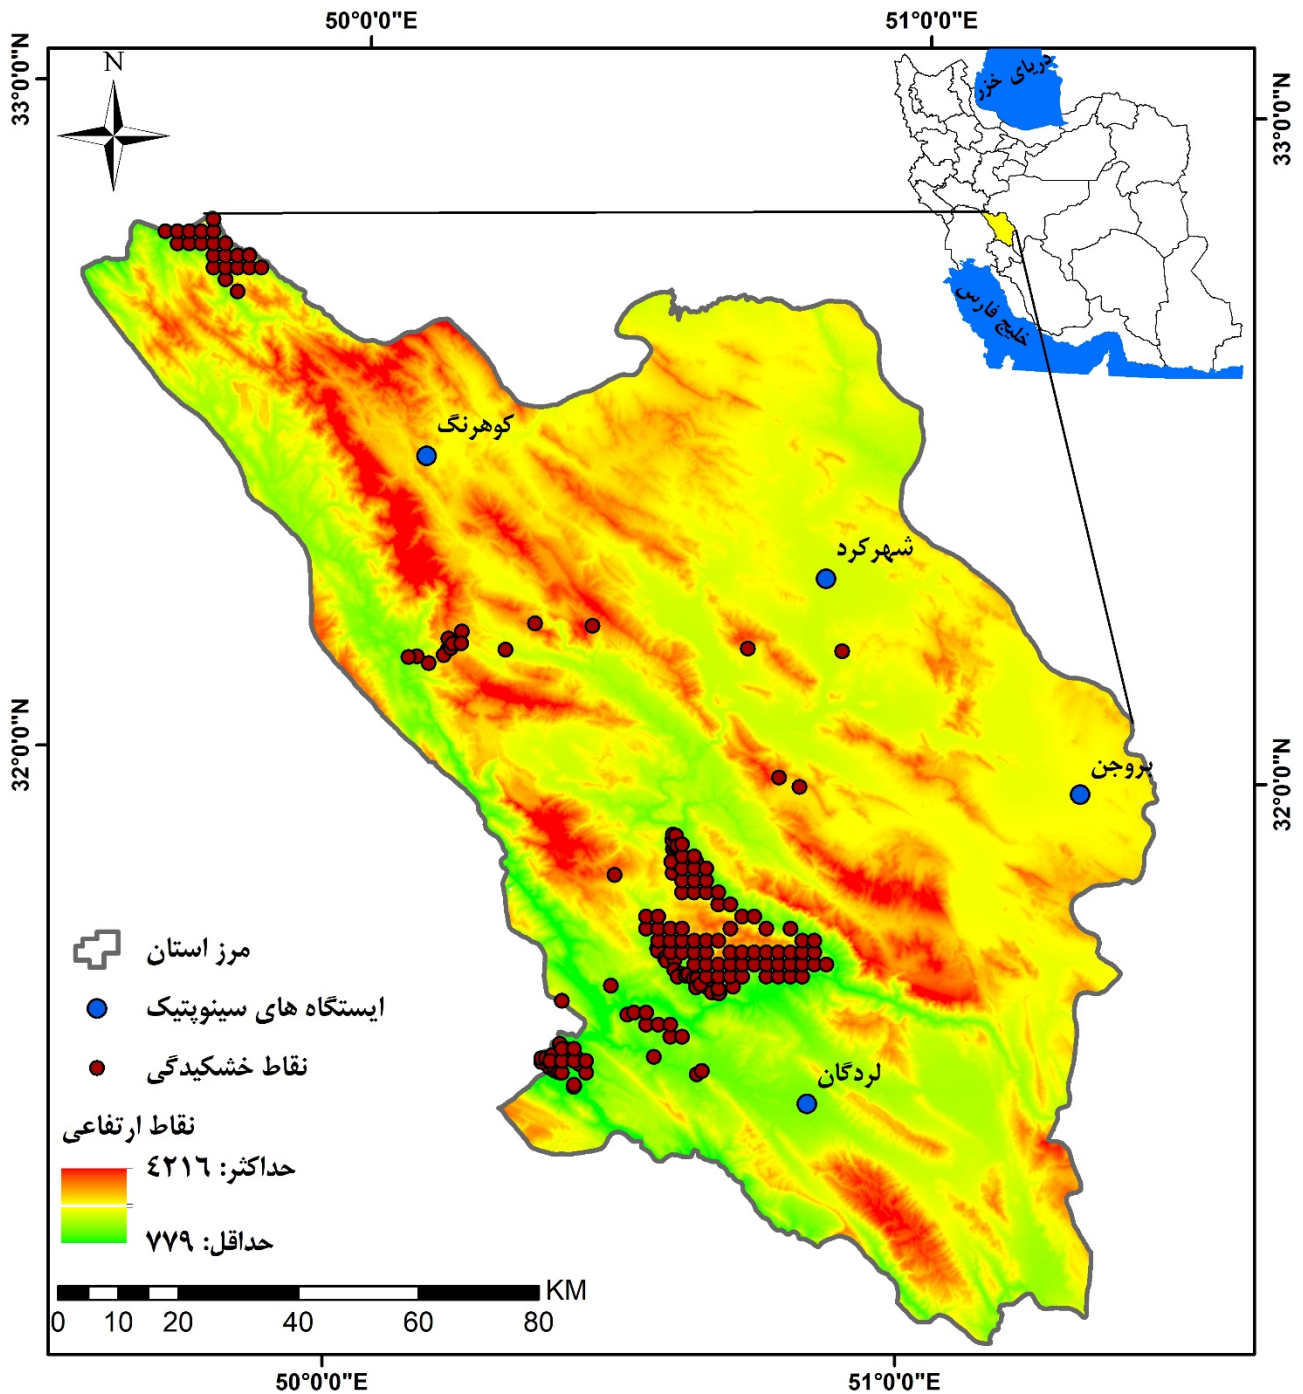 50°0'0"E
51°0'0"E
33°0'0"N
33°0'0"N
N
دریای خزر
خلیج فارس
کوهرنگ
شهرکرد
32°0'0"N
32°0'0"N
بروجن
لردگان
مرز استان
ایستگاه های سینوپتیک
نقاط خشکیدگی
نقاط ارتفاعی
حداکثر: ٤٢١٦
حداقل: ٧٧٩
KM
0 10 20 40 60 80
50°0'0"E
51°0'0"E